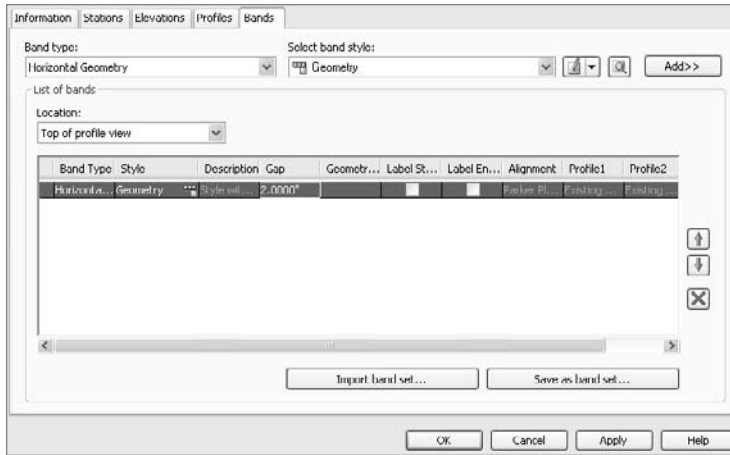 Information Stations Elevations Profiles Bands
Band type: Select band style:
Horizontal Geometry Geometry Add>>
List of bands
Location:
Top of profile view
Band Type Style Description Gap Geometr... Label St... Label En... Alignment Profile1 Profile2
Horizonta... Geometry Style wit... 2.0000" Parker Pl... Existing ... Existing ...
Import band set... Save as band set...
OK Cancel Apply Help